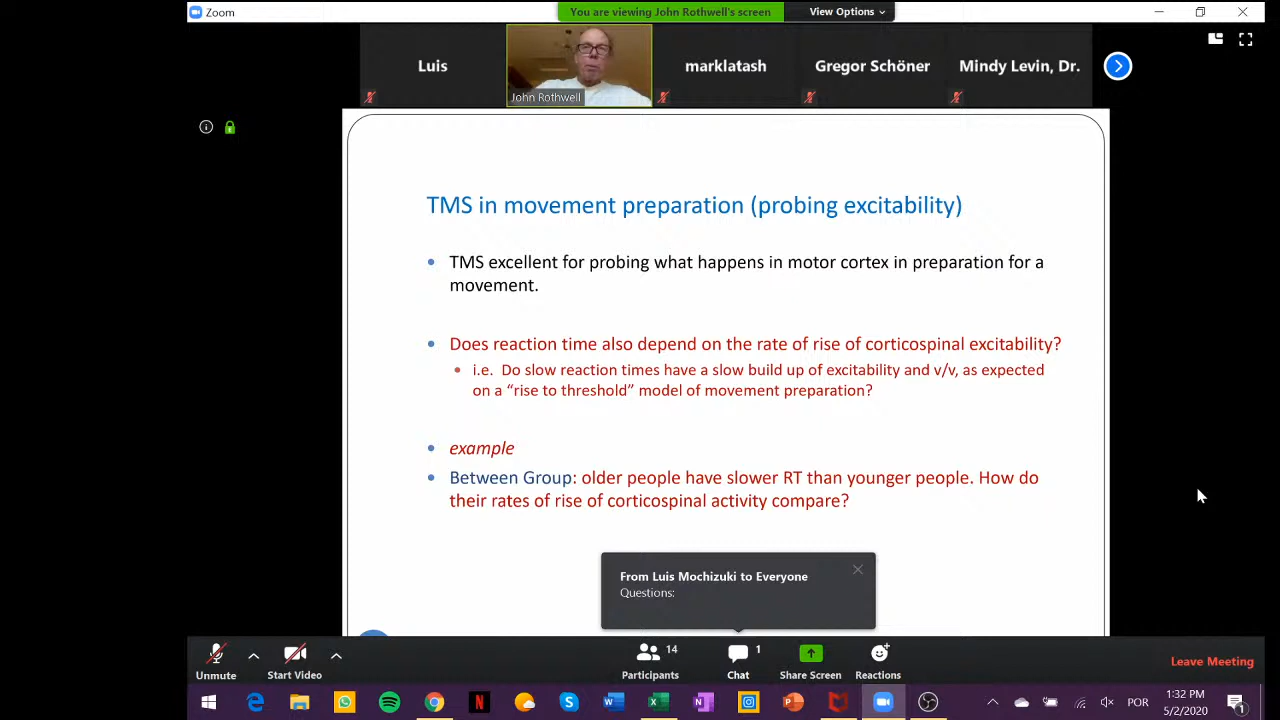 Zoom
You are viewing John Rothwell's screen
View Options
Luis
John Rothwell
marklatash
Gregor Schöner
Mindy Levin, Dr.
TMS in movement preparation (probing excitability)
• TMS excellent for probing what happens in motor cortex in preparation for a
movement.
• Does reaction time also depend on the rate of rise of corticospinal excitability?
• i.e. Do slow reaction times have a slow build up of excitability and v/v, as expected
on a “rise to threshold” model of movement preparation?
• example
• Between Group: older people have slower RT than younger people. How do
their rates of rise of corticospinal activity compare?
From Luis Mochizuki to Everyone
Questions:
Unmute
Start Video
14
Participants
1
Chat
Share Screen
Reactions
Leave Meeting
POR
1:32 PM
5/2/2020
1